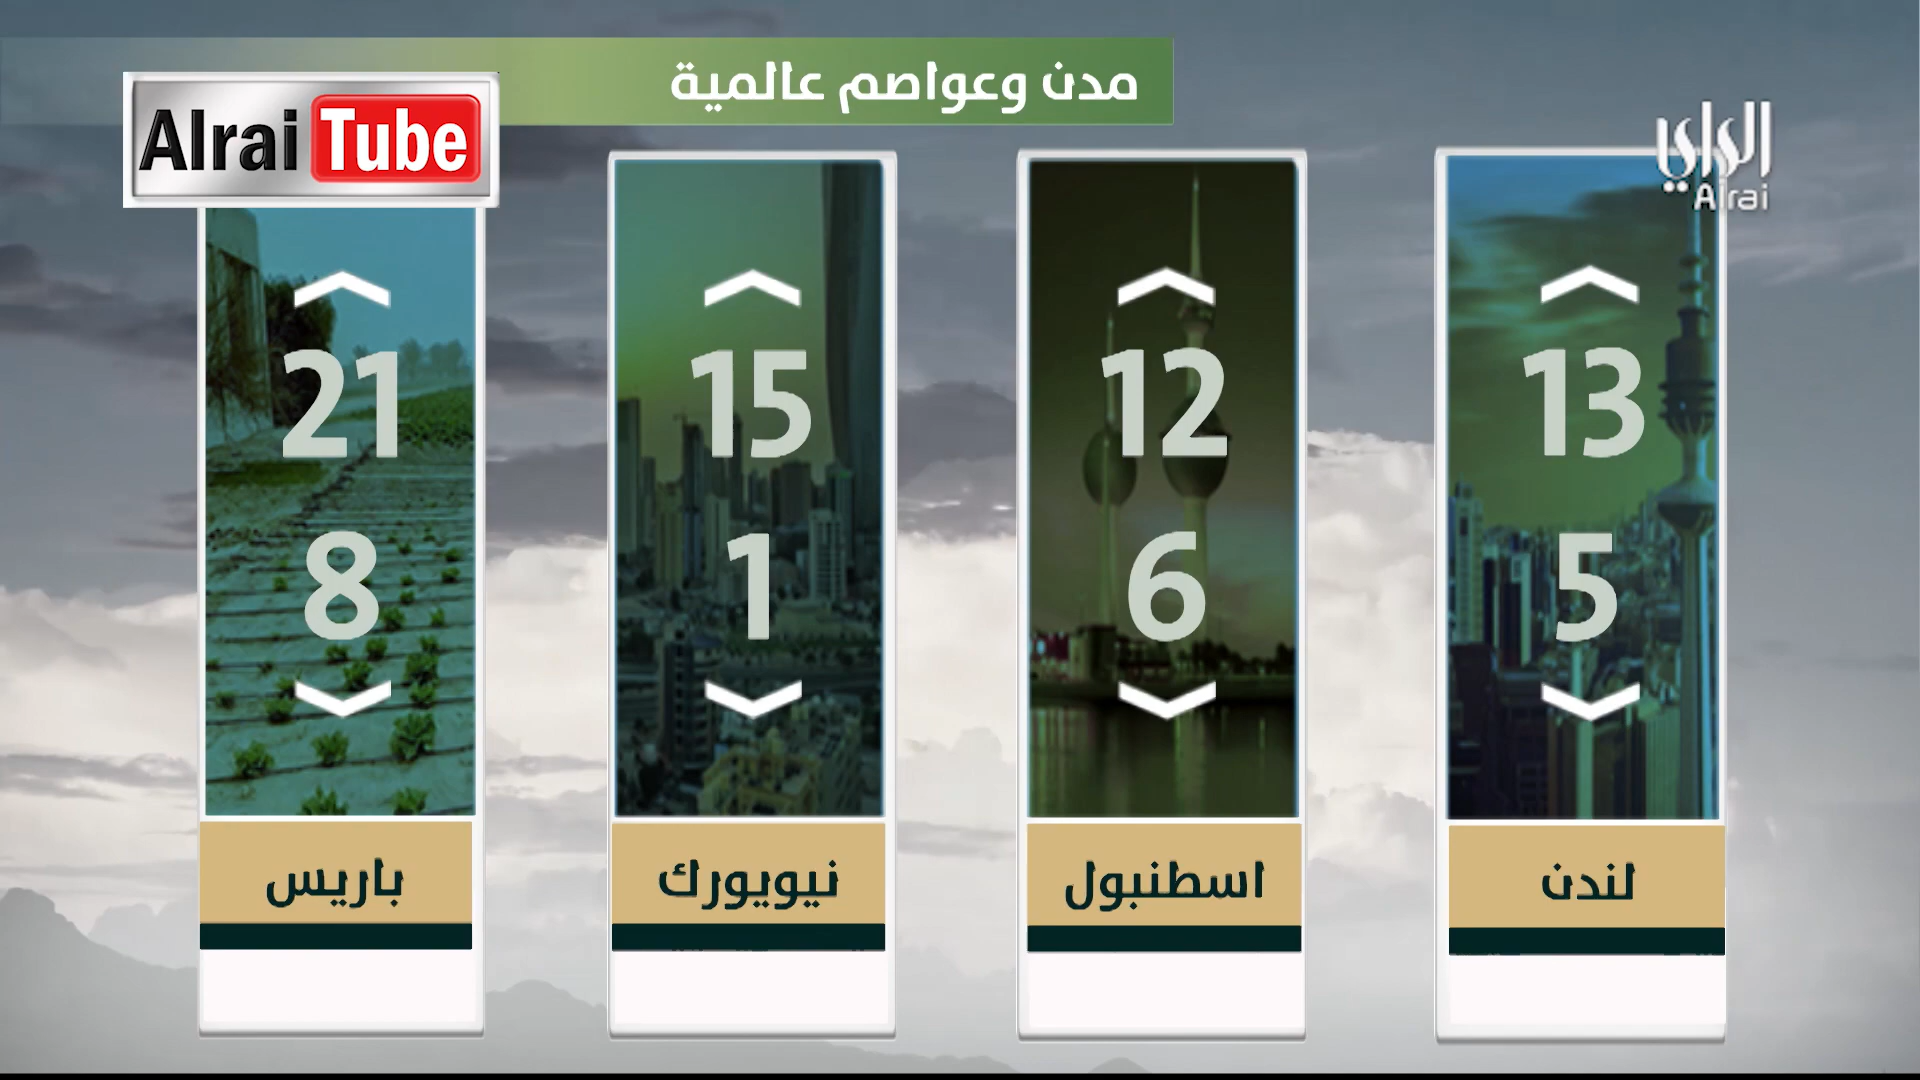 مدن وعواصم عالمية
Alrai Tube
الراي
Alrai
13
5
لندن
12
6
اسطنبول
15
1
نيويورك
21
8
باريس